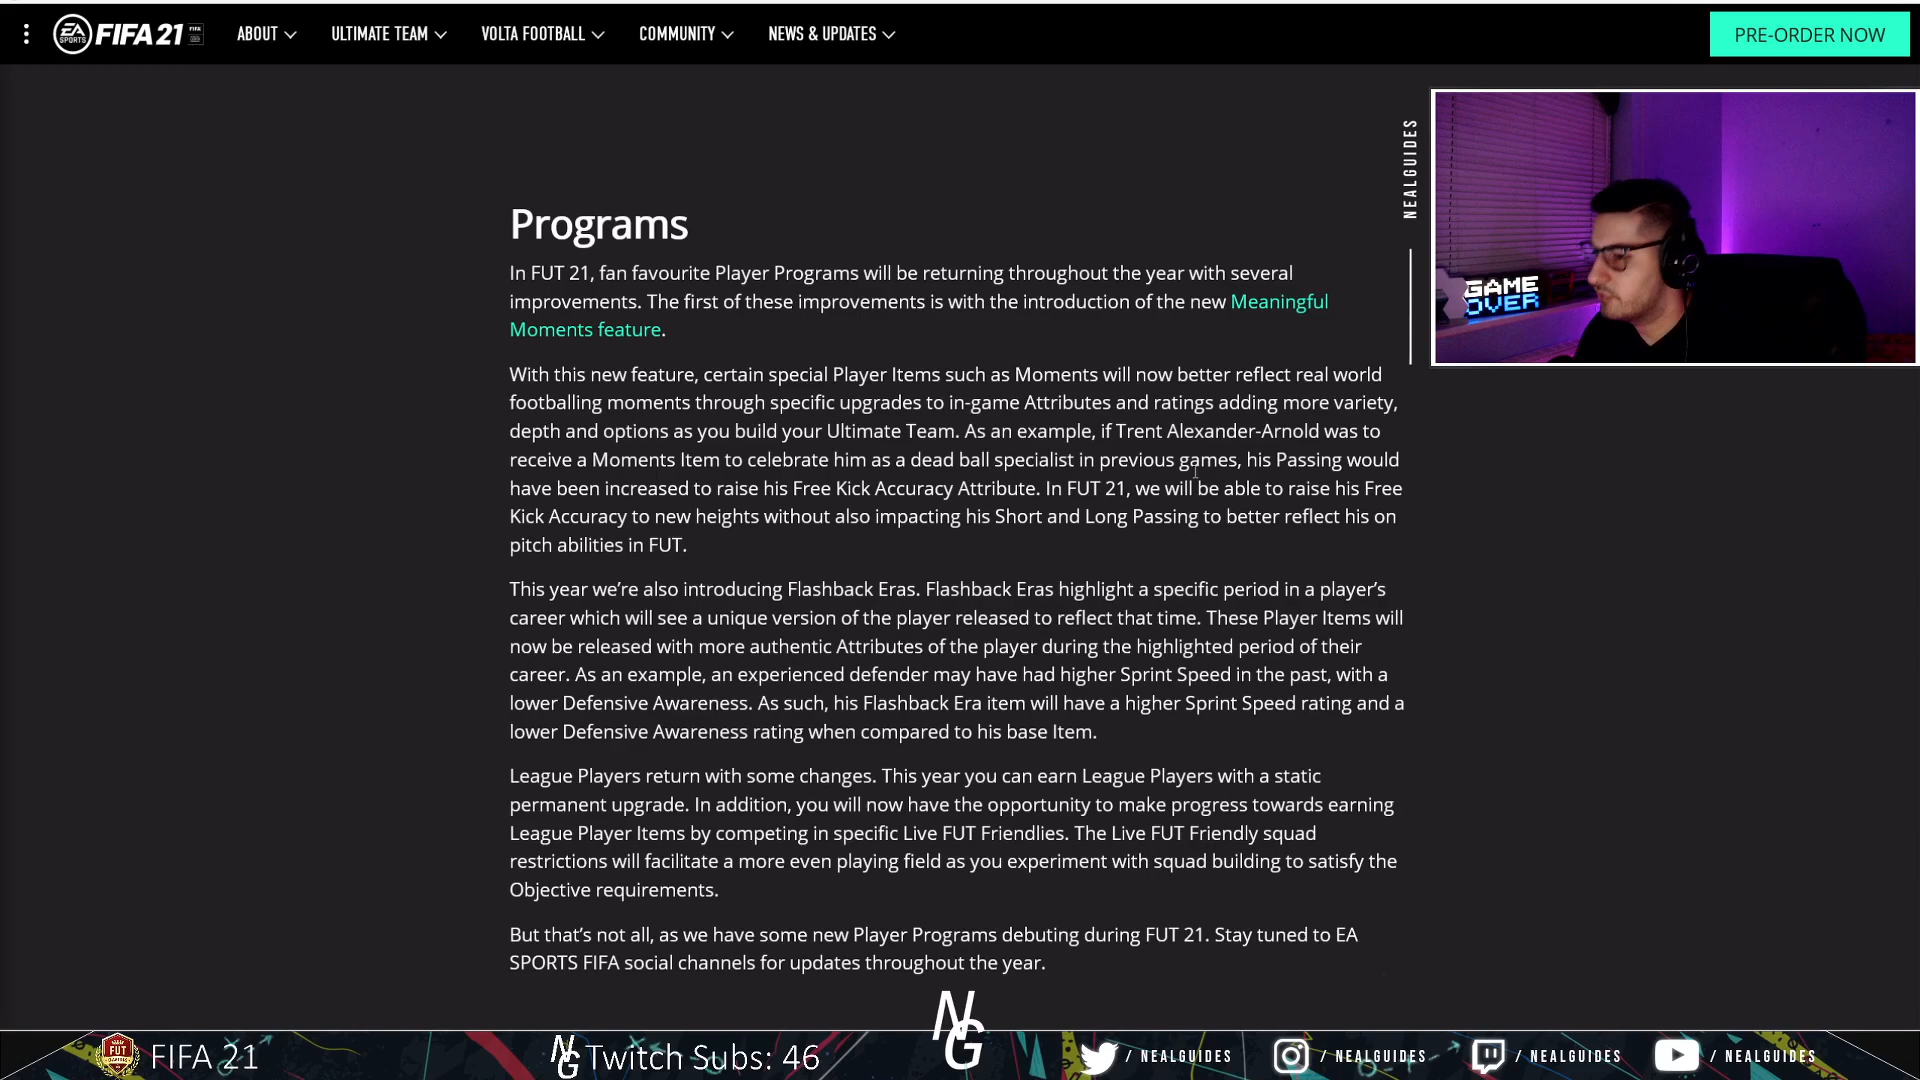 EA SPORTS FIFA 21
ABOUT
ULTIMATE TEAM
VOLTA FOOTBALL
COMMUNITY
NEWS & UPDATES
PRE-ORDER NOW
NEALGUIDES
GAME
OVER
Programs
In FUT 21, fan favourite Player Programs will be returning throughout the year with several
improvements. The first of these improvements is with the introduction of the new Meaningful
Moments feature.
With this new feature, certain special Player Items such as Moments will now better reflect real world
footballing moments through specific upgrades to in-game Attributes and ratings adding more variety,
depth and options as you build your Ultimate Team. As an example, if Trent Alexander-Arnold was to
receive a Moments Item to celebrate him as a dead ball specialist in previous games, his Passing would
have been increased to raise his Free Kick Accuracy Attribute. In FUT 21, we will be able to raise his Free
Kick Accuracy to new heights without also impacting his Short and Long Passing to better reflect his on
pitch abilities in FUT.
This year we’re also introducing Flashback Eras. Flashback Eras highlight a specific period in a player’s
career which will see a unique version of the player released to reflect that time. These Player Items will
now be released with more authentic Attributes of the player during the highlighted period of their
career. As an example, an experienced defender may have had higher Sprint Speed in the past, with a
lower Defensive Awareness. As such, his Flashback Era item will have a higher Sprint Speed rating and a
lower Defensive Awareness rating when compared to his base Item.
League Players return with some changes. This year you can earn League Players with a static
permanent upgrade. In addition, you will now have the opportunity to make progress towards earning
League Player Items by competing in specific Live FUT Friendlies. The Live FUT Friendly squad
restrictions will facilitate a more even playing field as you experiment with squad building to satisfy the
Objective requirements.
But that’s not all, as we have some new Player Programs debuting during FUT 21. Stay tuned to EA
SPORTS FIFA social channels for updates throughout the year.
FUT
FIFA 21
NG Twitch Subs: 46
NG
/ NEALGUIDES
/ NEALGUIDES
/ NEALGUIDES
/ NEALGUIDES